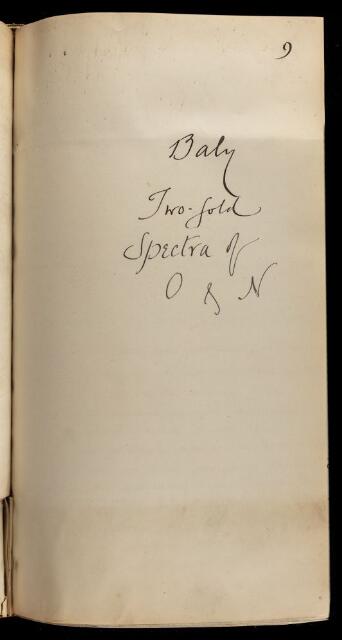 9
Baly
Two-fold
Spectra of
O & N